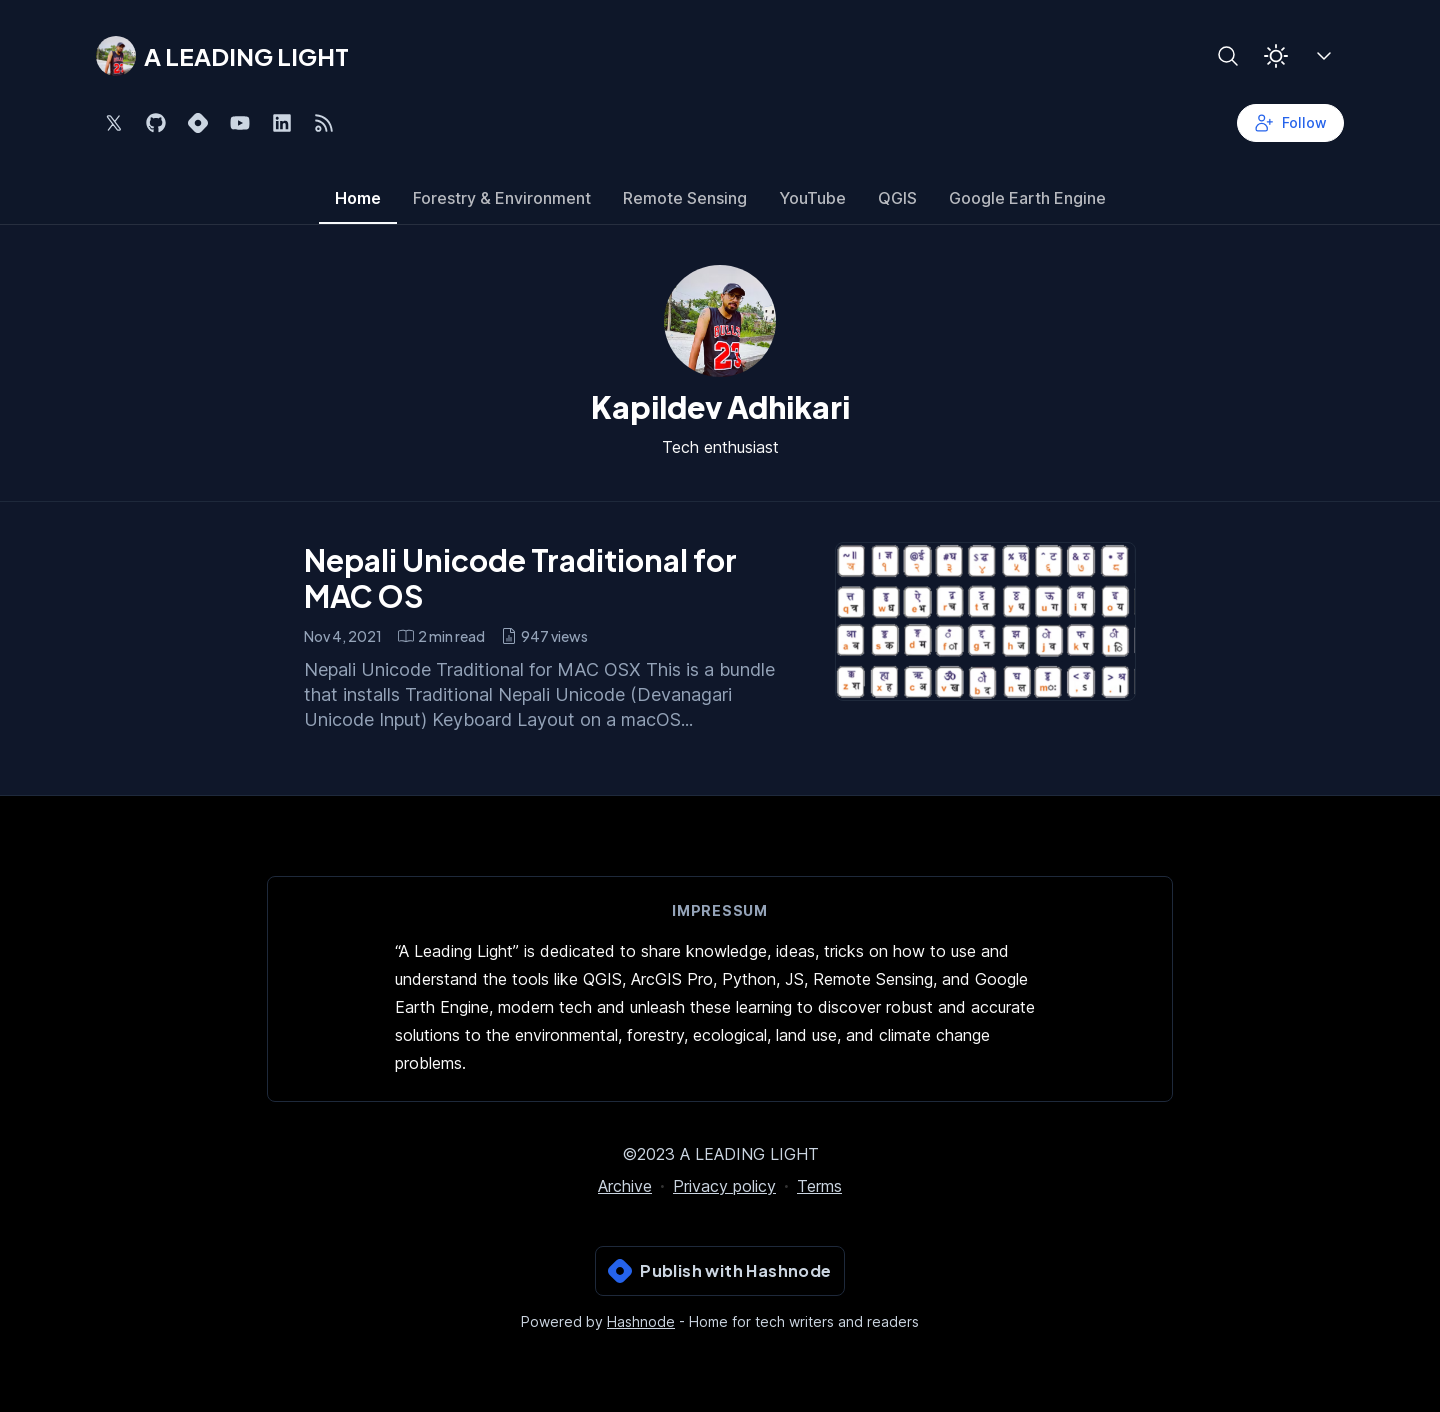 A LEADING LIGHT
Follow
Home Forestry & Environment Remote Sensing YouTube QGIS Google Earth Engine
BULLS
23
Kapildev Adhikari
Tech enthusiast
Nepali Unicode Traditional for
MAC OS
Nov 4, 2021 2 min read 947 views
Nepali Unicode Traditional for MAC OSX This is a bundle
that installs Traditional Nepali Unicode (Devanagari
Unicode Input) Keyboard Layout on a macOS...
IMPRESSUM
“A Leading Light” is dedicated to share knowledge, ideas, tricks on how to use and
understand the tools like QGIS, ArcGIS Pro, Python, JS, Remote Sensing, and Google
Earth Engine, modern tech and unleash these learning to discover robust and accurate
solutions to the environmental, forestry, ecological, land use, and climate change
problems.
©2023 A LEADING LIGHT
Archive · Privacy policy · Terms
Publish with Hashnode
Powered by Hashnode - Home for tech writers and readers